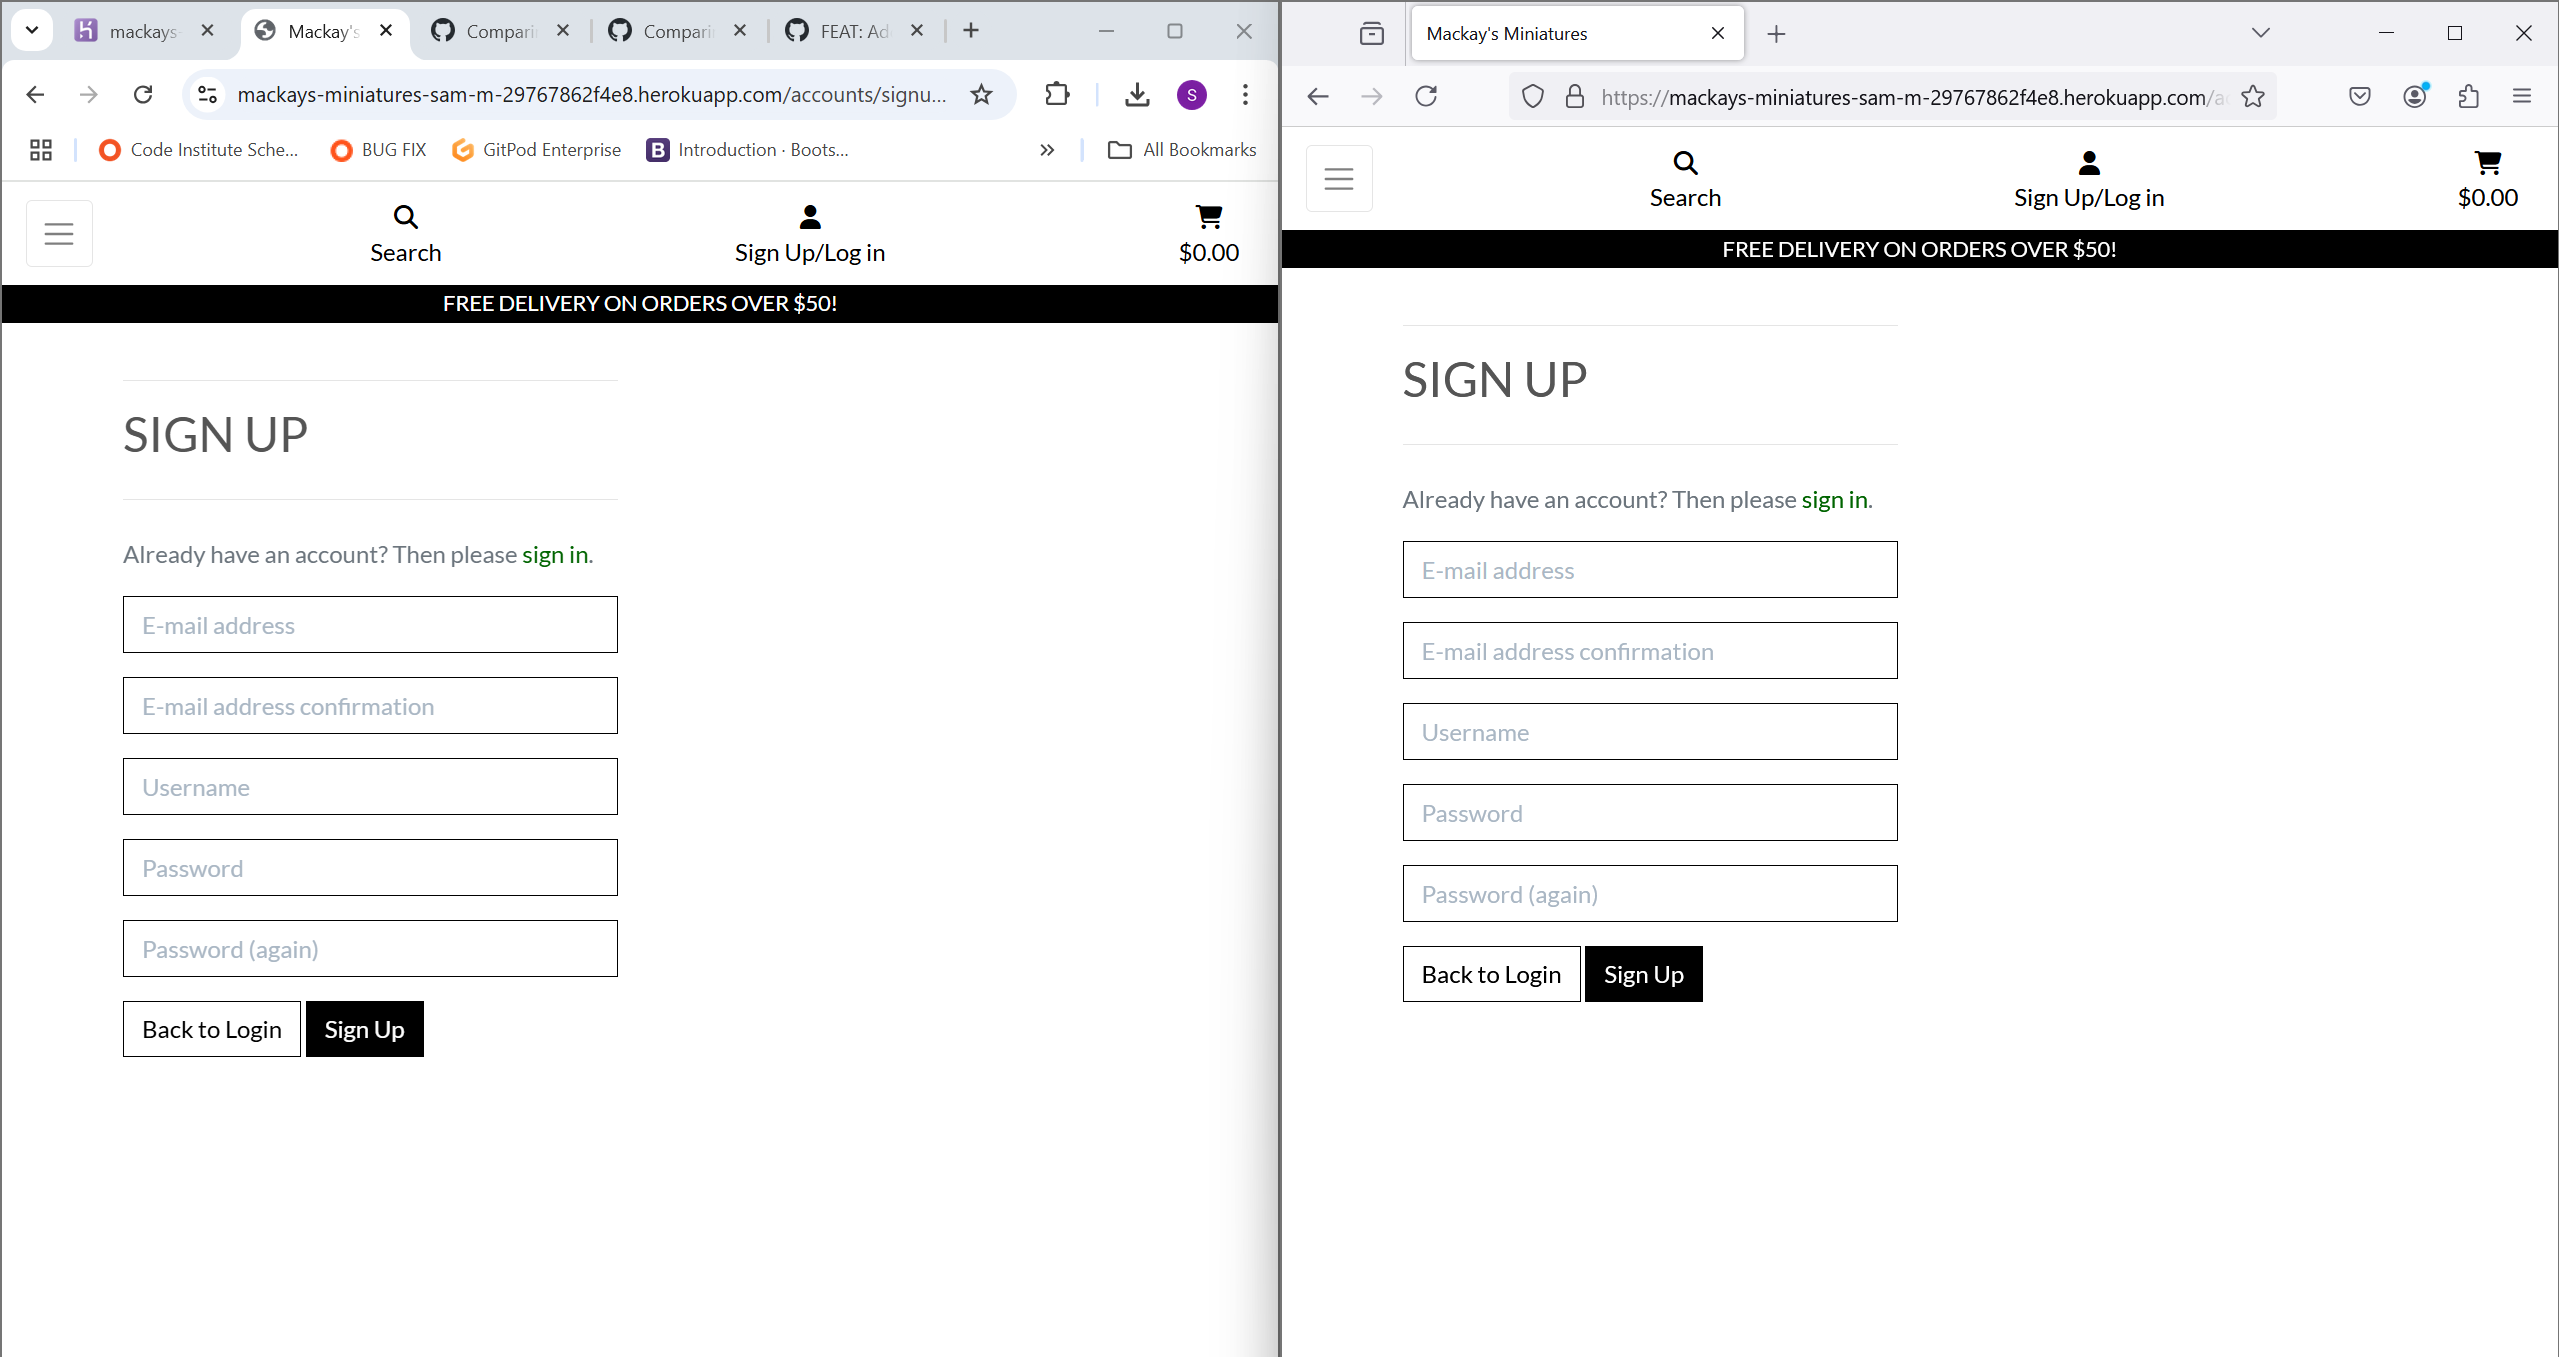 mackays-
Mackay's
Compari
Compari
FEAT: Ad
mackays-miniatures-sam-m-29767862f4e8.herokuapp.com/accounts/signu...
S
Code Institute Sche...
BUG FIX
GitPod Enterprise
B
Introduction · Boots...
All Bookmarks
Search
Sign Up/Log in
$0.00
FREE DELIVERY ON ORDERS OVER $50!
SIGN UP
Already have an account? Then please sign in.
E-mail address
E-mail address confirmation
Username
Password
Password (again)
Back to Login
Sign Up
Mackay's Miniatures
https://mackays-miniatures-sam-m-29767862f4e8.herokuapp.com/a
Search
Sign Up/Log in
$0.00
FREE DELIVERY ON ORDERS OVER $50!
SIGN UP
Already have an account? Then please sign in.
E-mail address
E-mail address confirmation
Username
Password
Password (again)
Back to Login
Sign Up